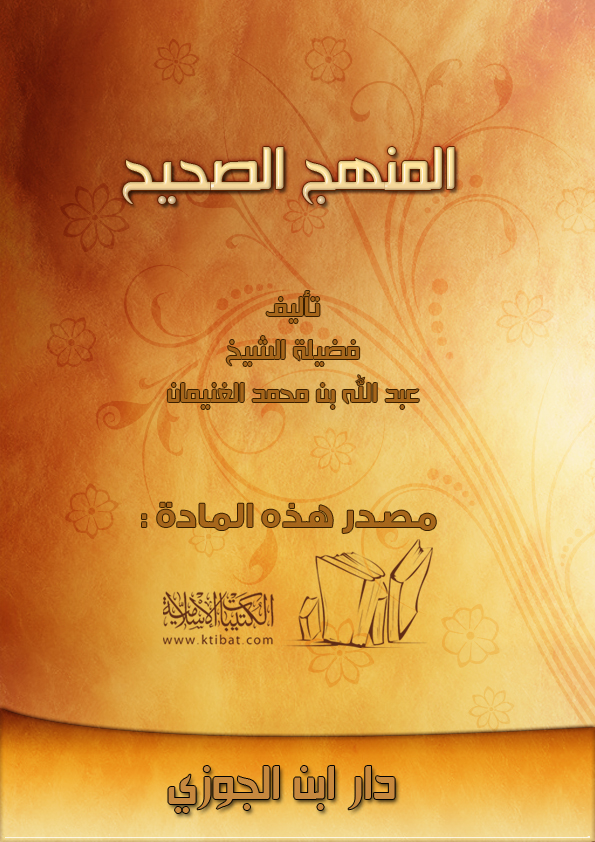 المنهج الصحيح
تأليف
فضيلة الشيخ
عبد الله بن محمد الغنيمان
مصدر هذه المادة :
الكتيبات الإسلامية
www.ktibat.com
دار ابن الجوزي